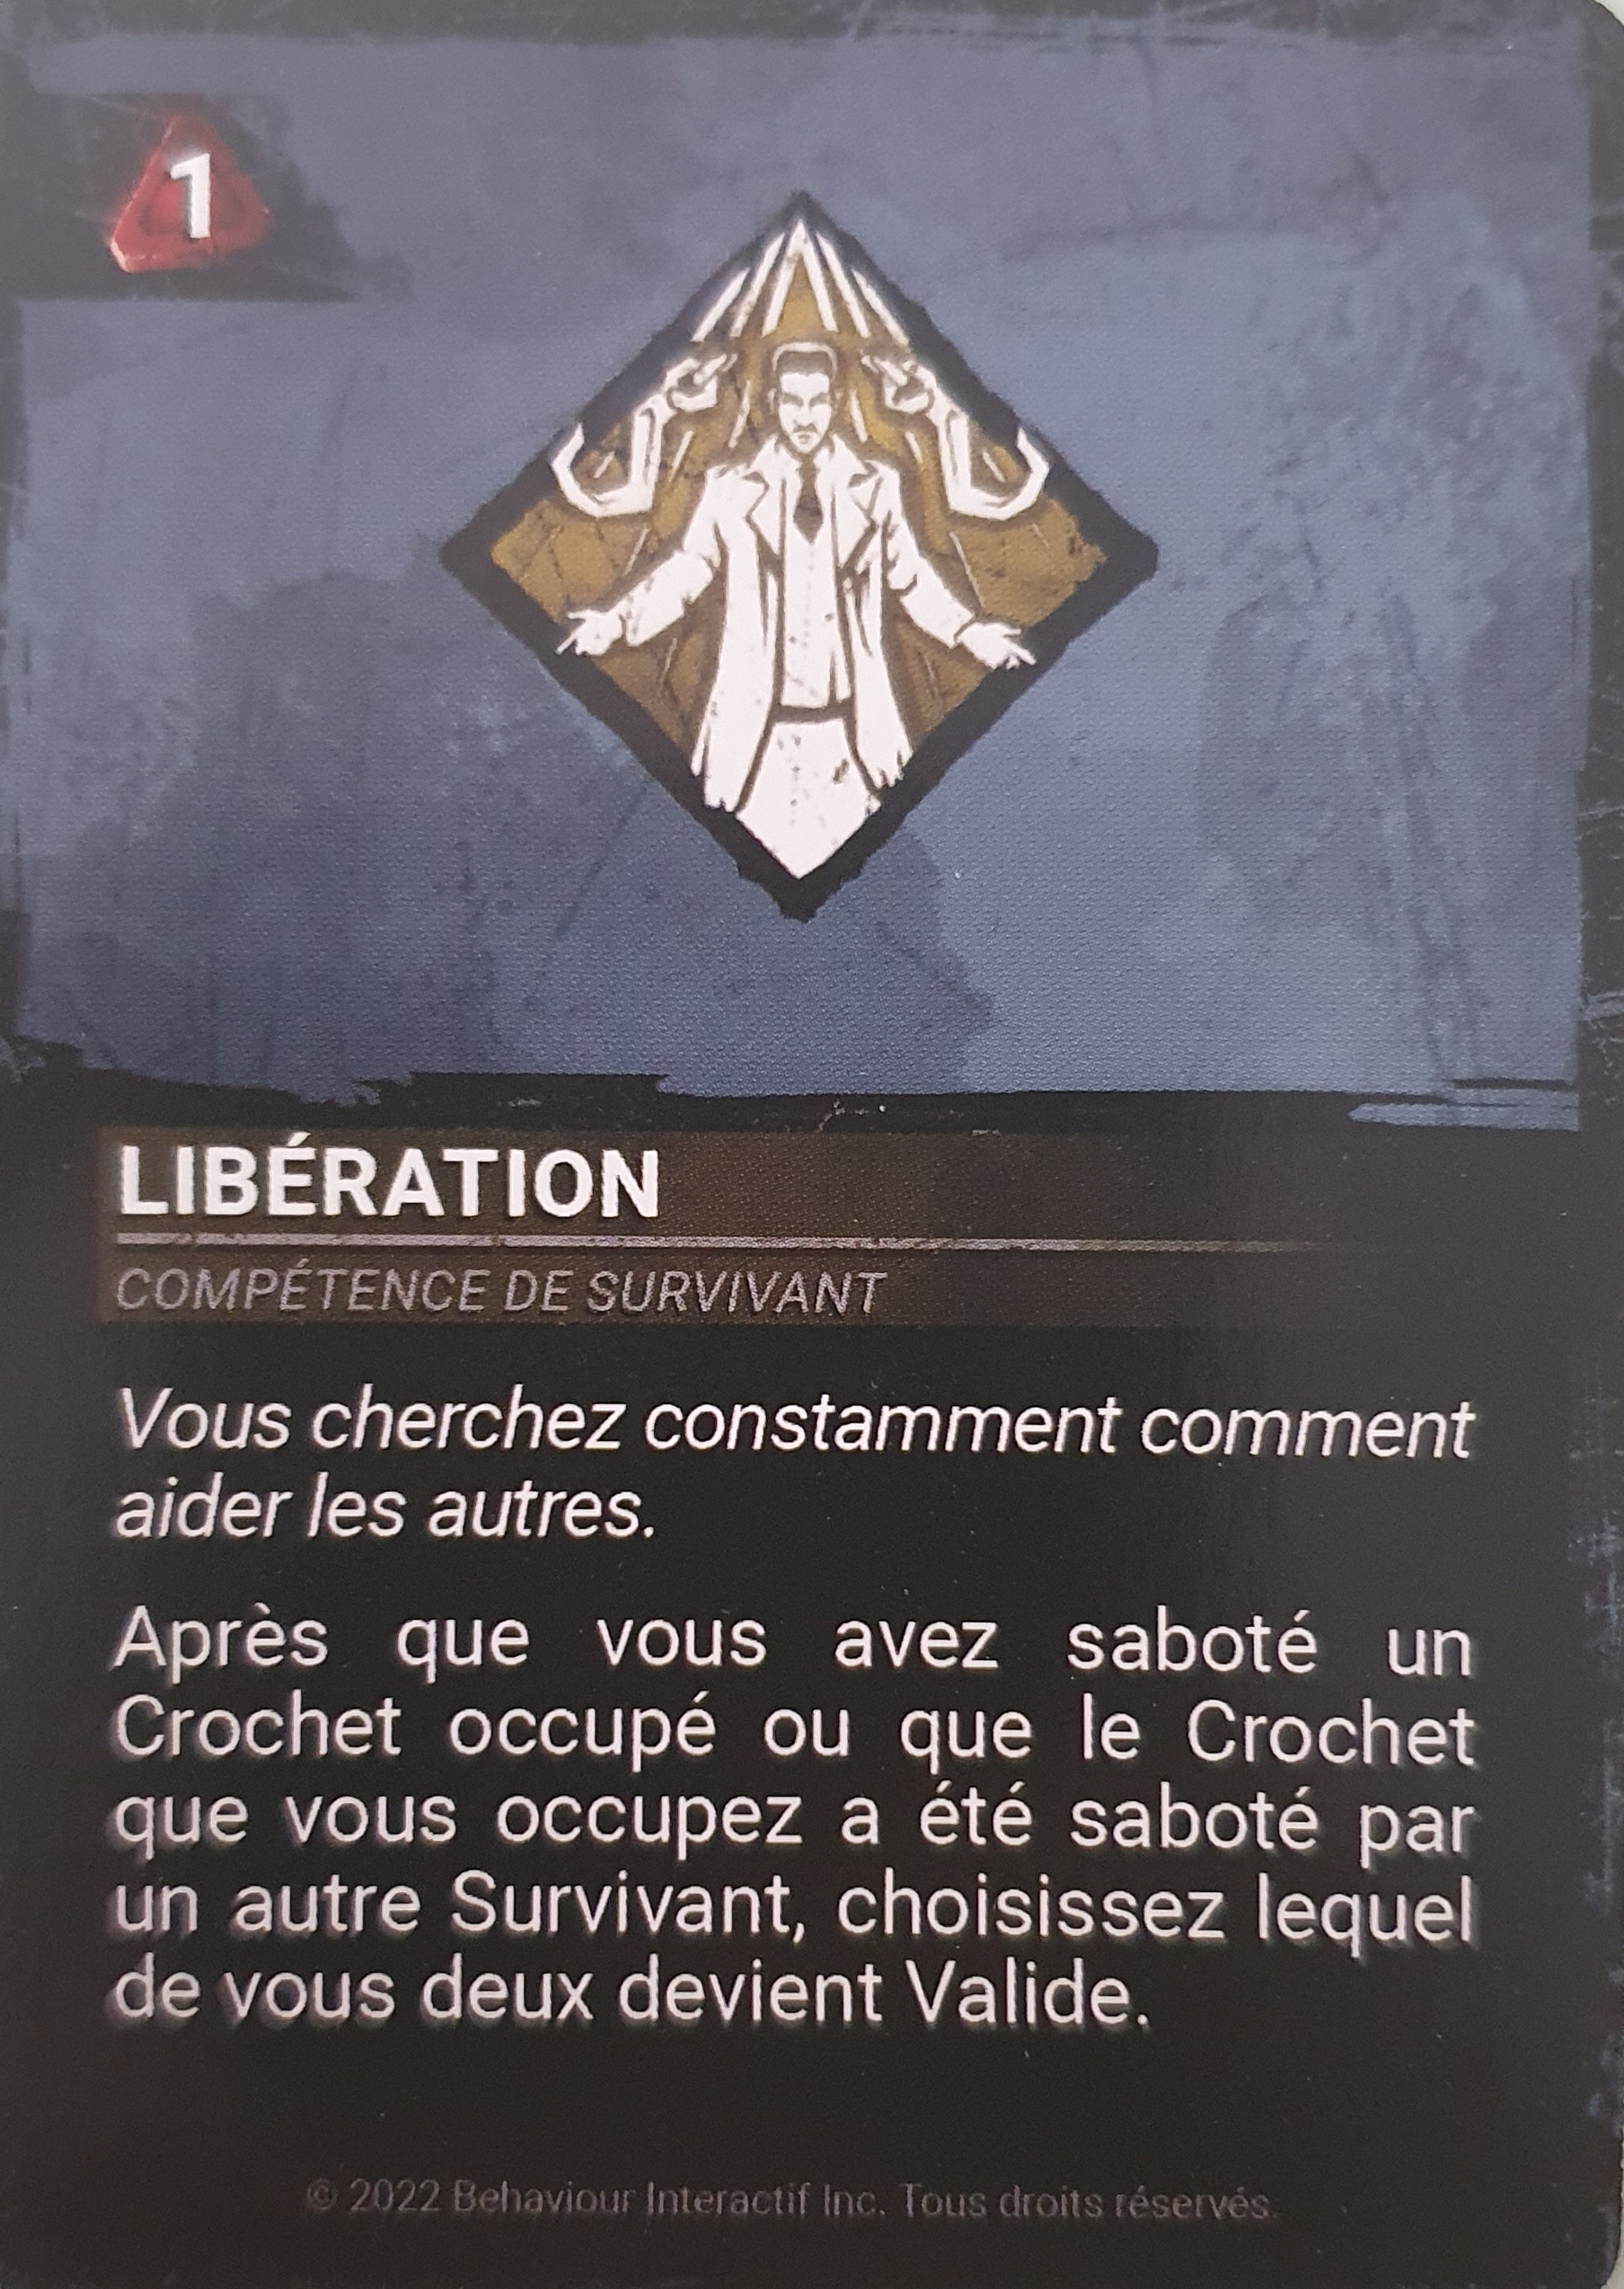 1
LIBÉRATION
COMPÉTENCE DE SURVIVANT
Vous cherchez constamment comment
aider les autres.
Après que vous avez saboté un
Crochet occupé ou que le Crochet
que vous occupez a été saboté par
un autre Survivant, choisissez lequel
de vous deux devient Valide.
© 2022 Behaviour Interactif Inc. Tous droits réservés.